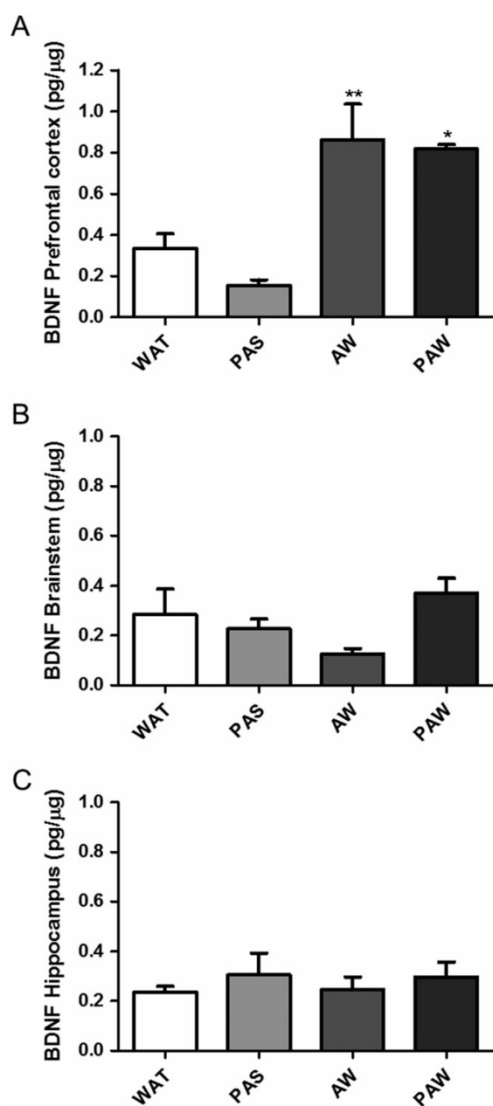 A
BDNF Prefrontal cortex (pg/μg)
1.2
1.0
0.8
0.6
0.4
0.2
0.0
**
*
WAT
PAS
AW
PAW
B
BDNF Brainstem (pg/μg)
1.0
0.8
0.6
0.4
0.2
0.0
WAT
PAS
AW
PAW
C
BDNF Hippocampus (pg/μg)
1.0
0.8
0.6
0.4
0.2
0.0
WAT
PAS
AW
PAW